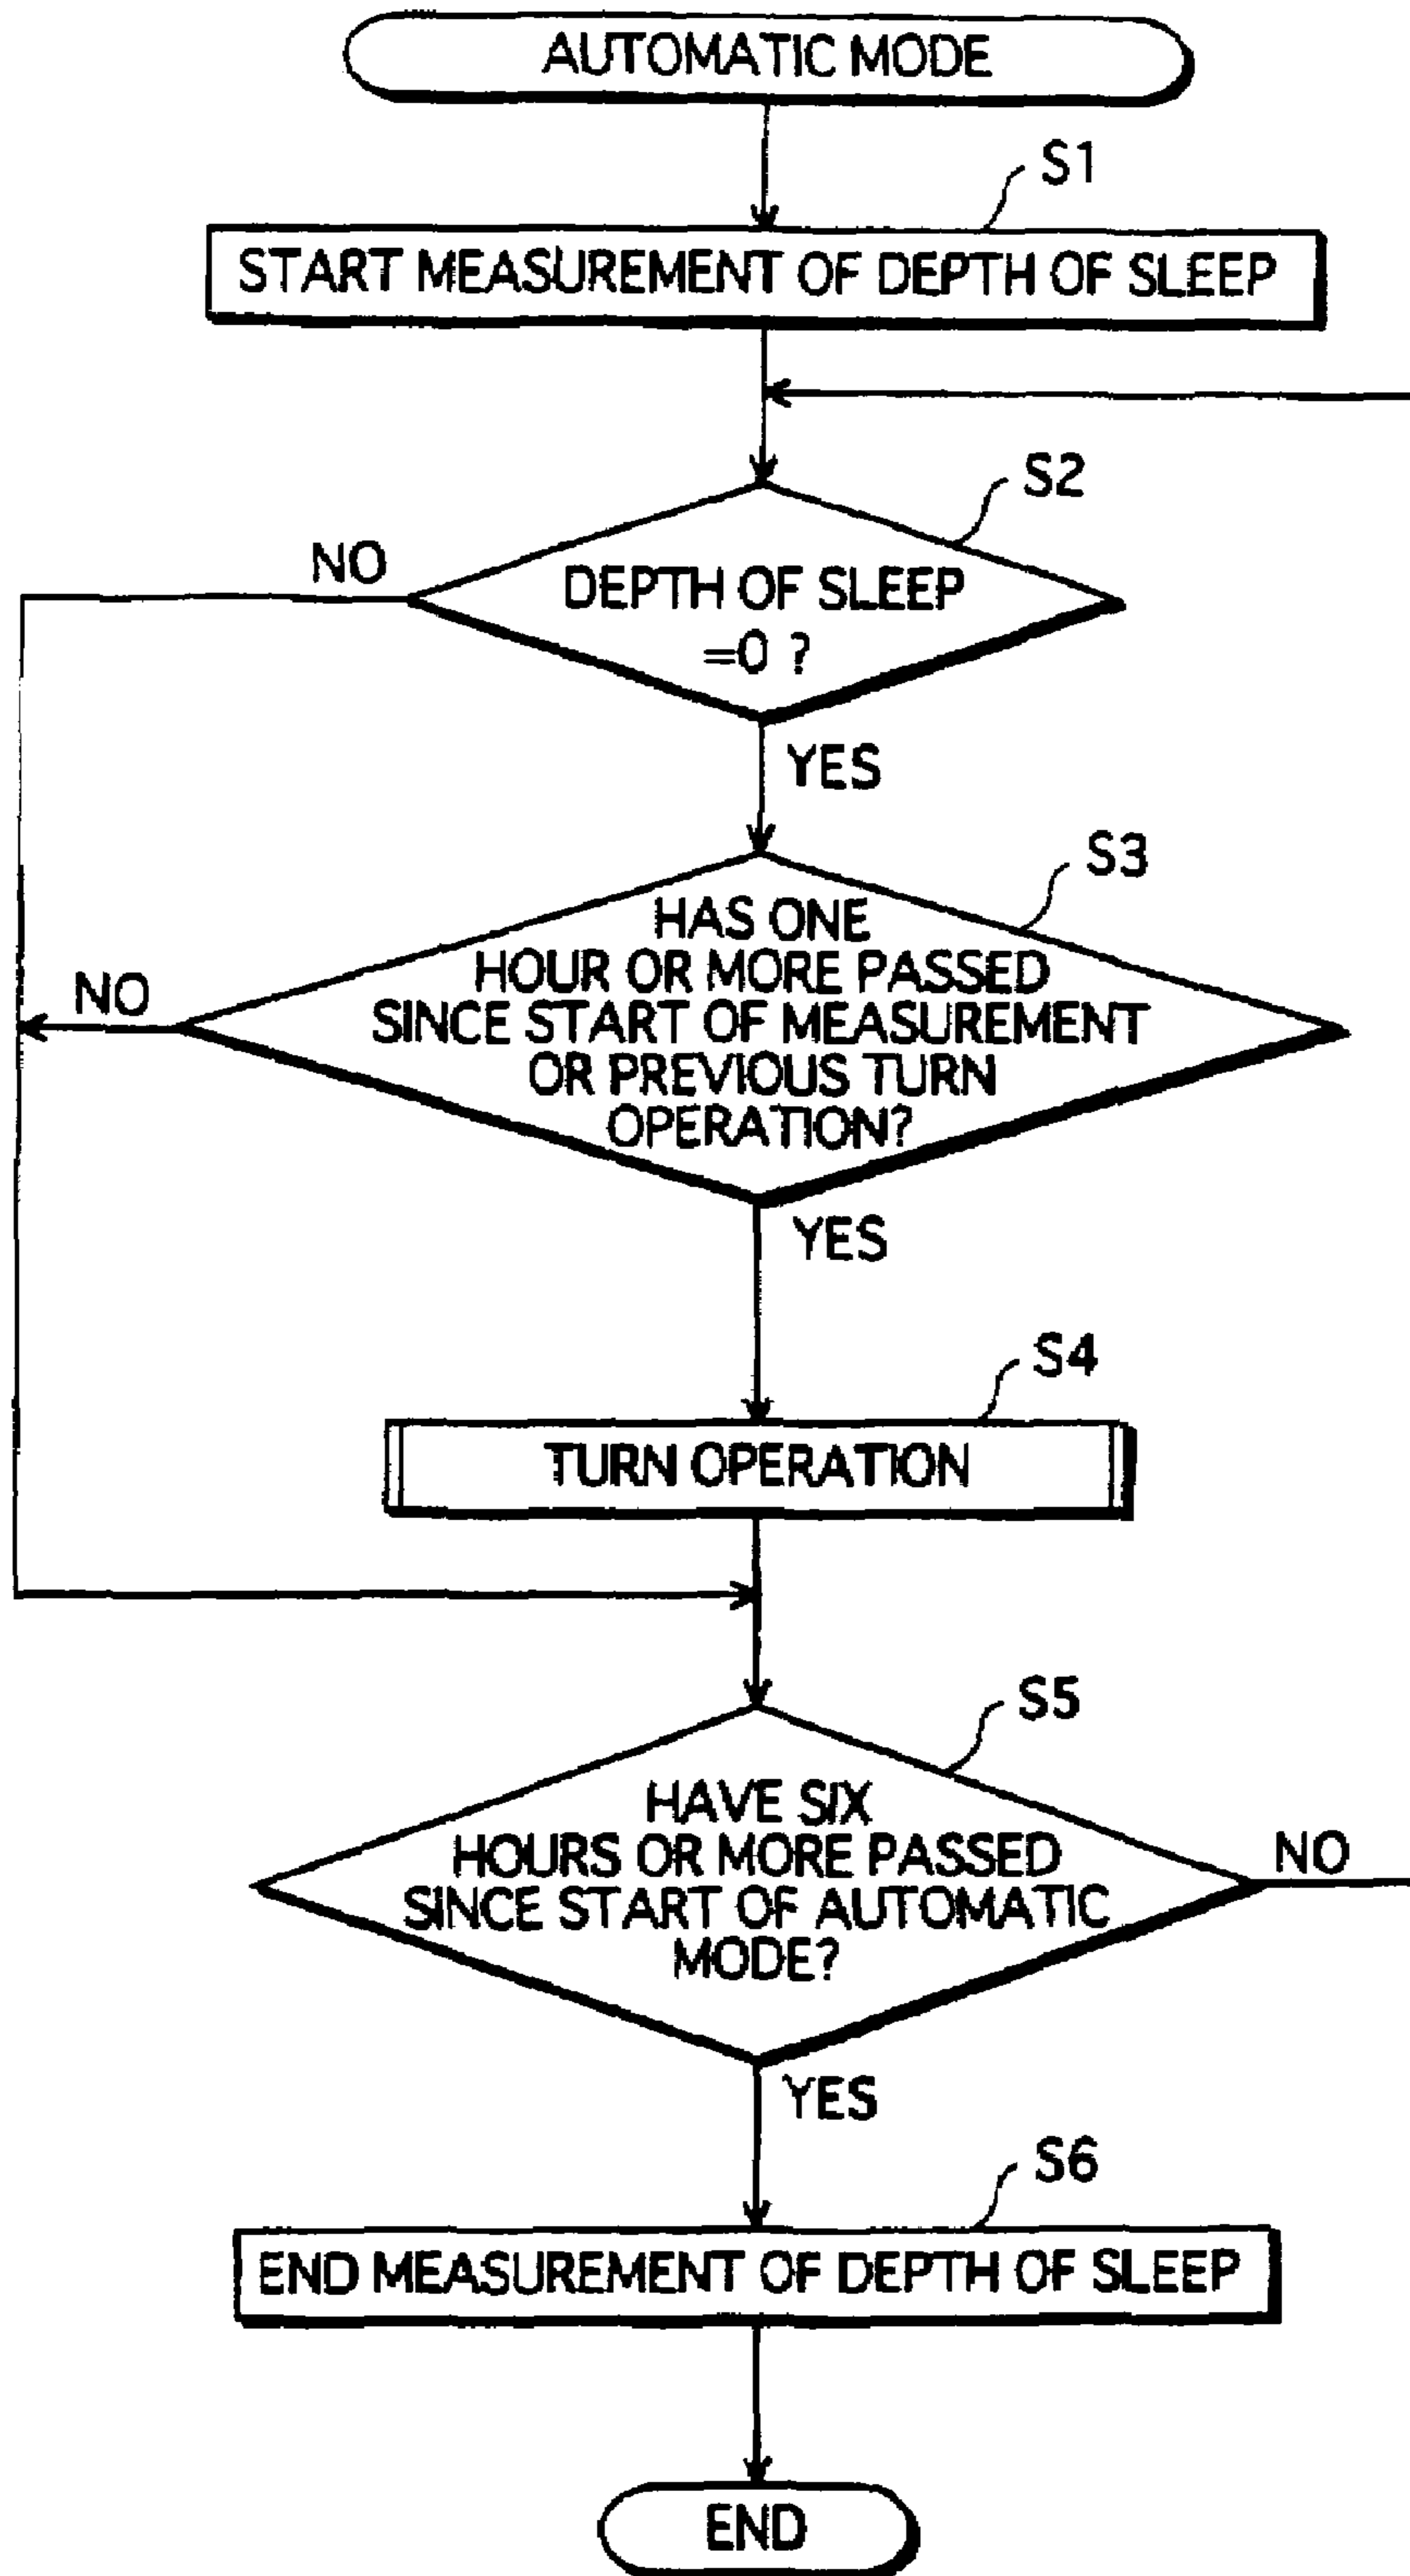 AUTOMATIC MODE
S1
START MEASUREMENT OF DEPTH OF SLEEP
S2
NO
DEPTH OF SLEEP
=0 ?
YES
S3
HAS ONE
HOUR OR MORE PASSED
NO
SINCE START OF MEASUREMENT
OR PREVIOUS TURN
OPERATION?
YES
S4
TURN OPERATION
S5
HAVE SIX
HOURS OR MORE PASSED
NO
SINCE START OF AUTOMATIC
MODE?
YES
S6
END MEASUREMENT OF DEPTH OF SLEEP
END